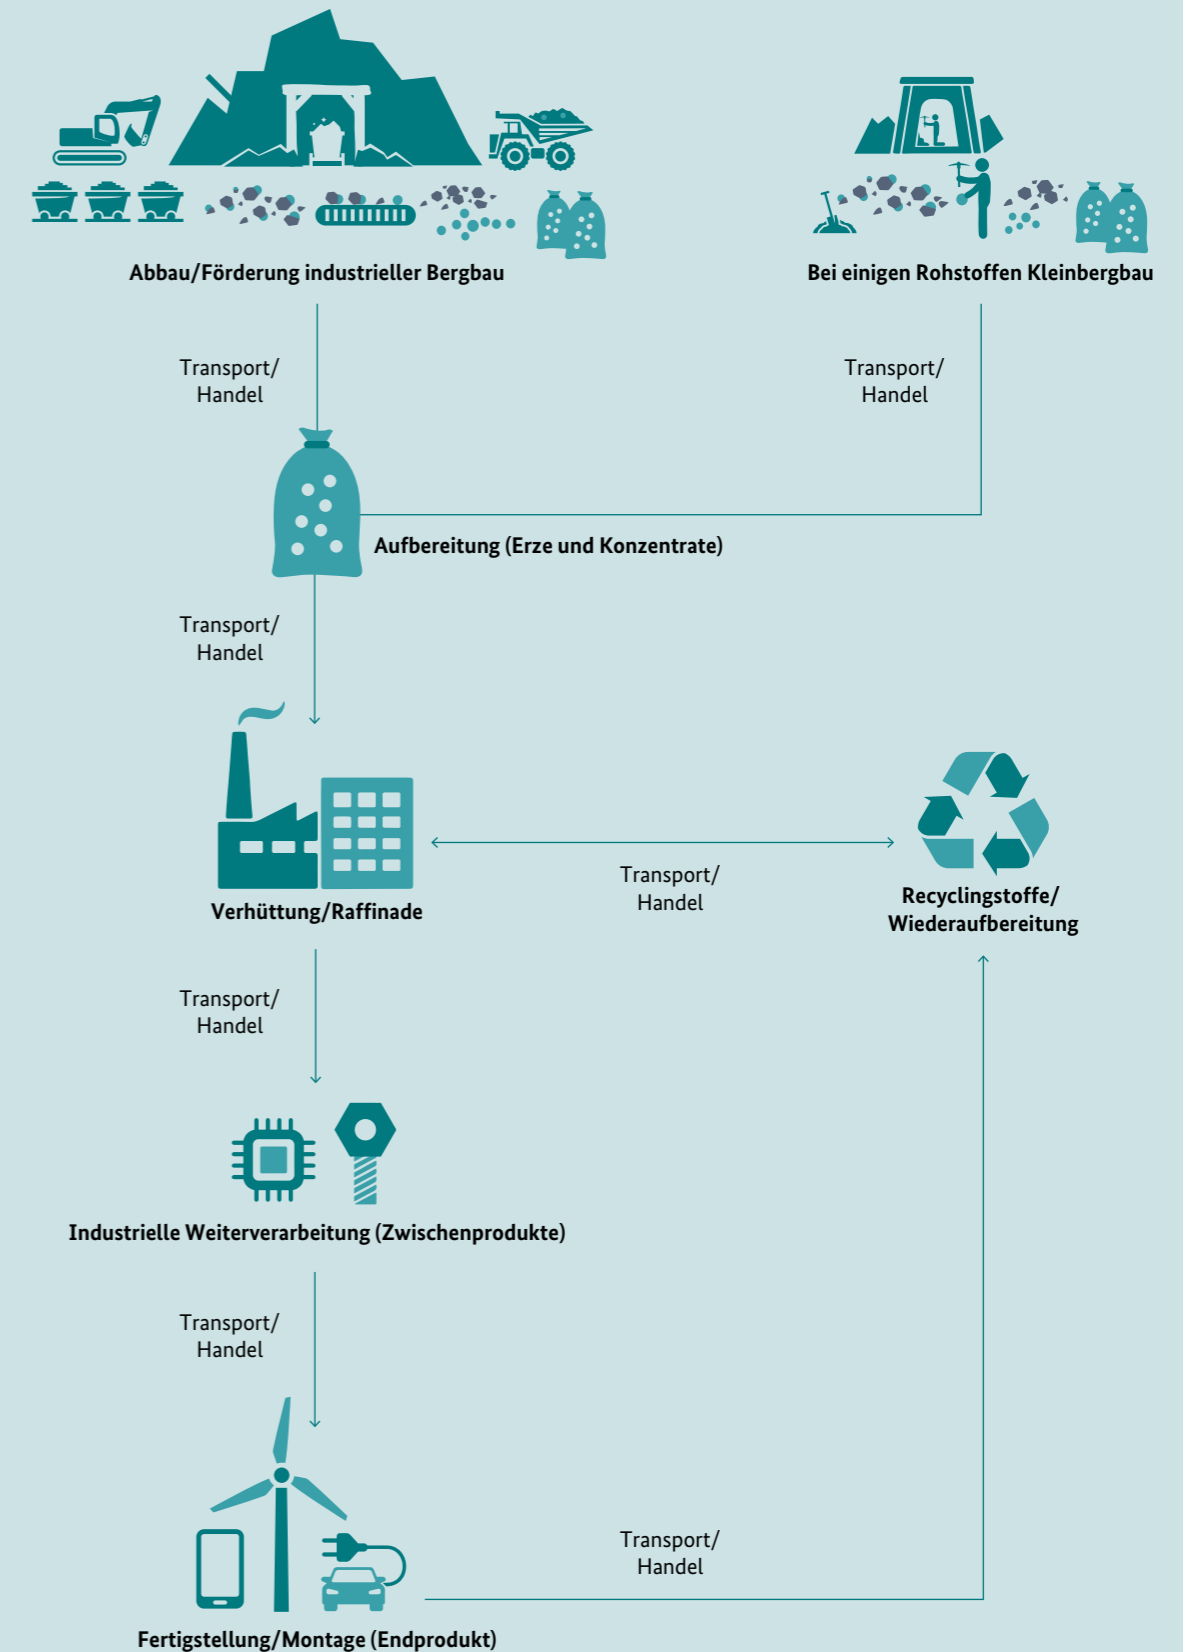 Abbau/Förderung industrieller Bergbau
Bei einigen Rohstoffen Kleinbergbau
Transport/
Handel
Transport/
Handel
Aufbereitung (Erze und Konzentrate)
Transport/
Handel
Verhüttung/Raffinade
Transport/
Handel
Recyclingstoffe/
Wiederaufbereitung
Transport/
Handel
Industrielle Weiterverarbeitung (Zwischenprodukte)
Transport/
Handel
Transport/
Handel
Fertigstellung/Montage (Endprodukt)